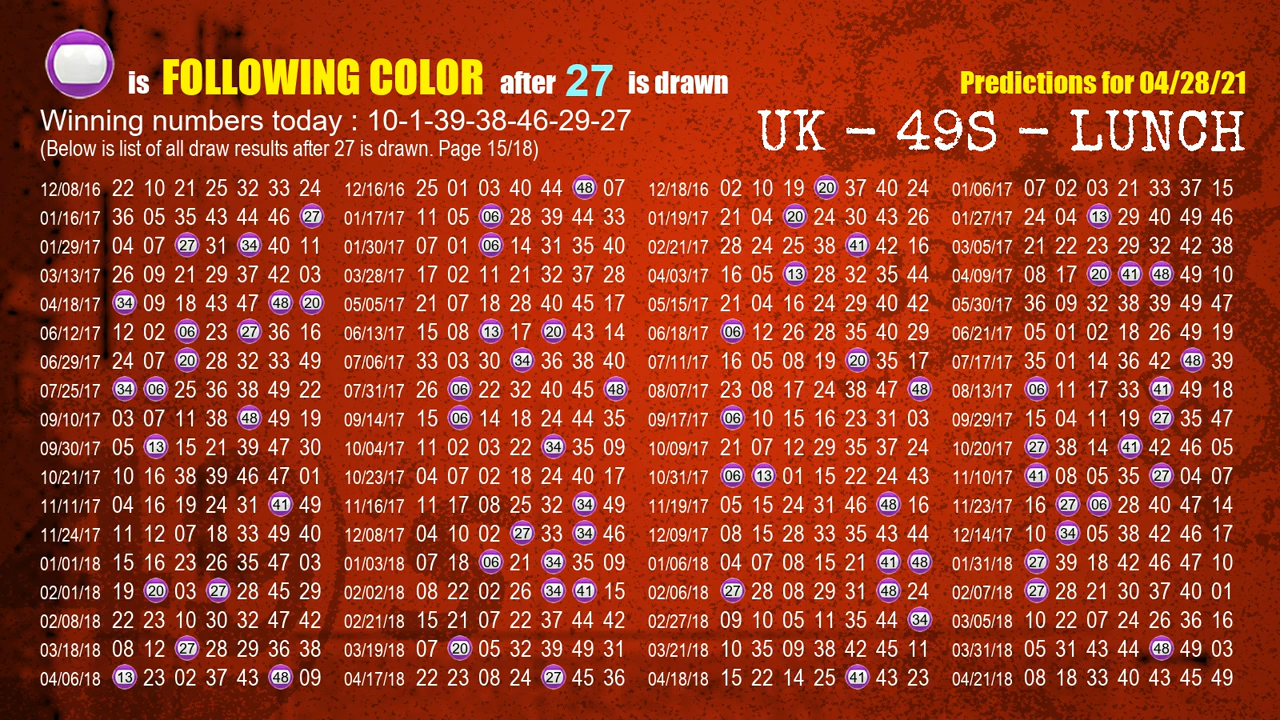 is FOLLOWING COLOR after 27 is drawn
Predictions for 04/28/21
Winning numbers today : 10-1-39-38-46-29-27
UK - 49S - LUNCH
(Below is list of all draw results after 27 is drawn. Page 15/18)
12/08/16 22 10 21 25 32 33 24 12/16/16 25 01 03 40 44 48 07 12/18/16 02 10 19 20 37 40 24 01/06/17 07 02 03 21 33 37 15
01/16/17 36 05 35 43 44 46 27 01/17/17 11 05 06 28 39 44 33 01/19/17 21 04 20 24 30 43 26 01/27/17 24 04 13 29 40 49 46
01/29/17 04 07 27 31 34 40 11 01/30/17 07 01 06 14 31 35 40 02/21/17 28 24 25 38 41 42 16 03/05/17 21 22 23 29 32 42 38
03/13/17 26 09 21 29 37 42 03 03/28/17 17 02 11 21 32 37 28 04/03/17 16 05 13 28 32 35 44 04/09/17 08 17 20 41 48 49 10
04/18/17 34 09 18 43 47 48 20 05/05/17 21 07 18 28 40 45 17 05/15/17 21 04 16 24 29 40 42 05/30/17 36 09 32 38 39 49 47
06/12/17 12 02 06 23 27 36 16 06/13/17 15 08 13 17 20 43 14 06/18/17 06 12 26 28 35 40 29 06/21/17 05 01 02 18 26 49 19
06/29/17 24 07 20 28 32 33 49 07/06/17 33 03 30 34 36 38 40 07/11/17 16 05 08 19 20 35 17 07/17/17 35 01 14 36 42 48 39
07/25/17 34 06 25 36 38 49 22 07/31/17 26 06 22 32 40 45 48 08/07/17 23 08 17 24 38 47 48 08/13/17 06 11 17 33 41 49 18
09/10/17 03 07 11 38 48 49 19 09/14/17 15 06 14 18 24 44 35 09/17/17 06 10 15 16 23 31 03 09/29/17 15 04 11 19 27 35 47
09/30/17 05 13 15 21 39 47 30 10/04/17 11 02 03 22 34 35 09 10/09/17 21 07 12 29 35 37 24 10/20/17 27 38 14 41 42 46 05
10/21/17 10 16 38 39 46 47 01 10/23/17 04 07 02 18 24 40 17 10/31/17 06 13 01 15 22 24 43 11/10/17 41 08 05 35 27 04 07
11/11/17 04 16 19 24 31 41 49 11/16/17 11 17 08 25 32 34 49 11/19/17 05 15 24 31 46 48 16 11/23/17 16 27 06 28 40 47 14
11/24/17 11 12 07 18 33 49 40 12/08/17 04 10 02 27 33 34 46 12/09/17 08 15 28 33 35 43 44 12/14/17 10 34 05 38 42 46 17
01/01/18 15 16 23 26 35 47 03 01/03/18 07 18 06 21 34 35 09 01/06/18 04 07 08 15 21 41 48 01/31/18 27 39 18 42 46 47 10
02/01/18 19 20 03 27 28 45 29 02/02/18 08 22 02 26 34 41 15 02/06/18 27 28 08 29 31 48 24 02/07/18 27 28 21 30 37 40 01
02/08/18 22 23 10 30 32 47 42 02/21/18 15 21 07 22 37 44 42 02/27/18 09 10 05 11 35 44 34 03/05/18 10 22 07 24 26 36 16
03/18/18 08 12 27 28 29 36 38 03/19/18 07 20 05 32 39 49 31 03/21/18 10 35 09 38 42 45 11 03/31/18 05 31 43 44 48 49 03
04/06/18 13 23 02 37 43 48 09 04/17/18 22 23 08 24 27 45 36 04/18/18 15 22 14 25 41 43 23 04/21/18 08 18 33 40 43 45 49